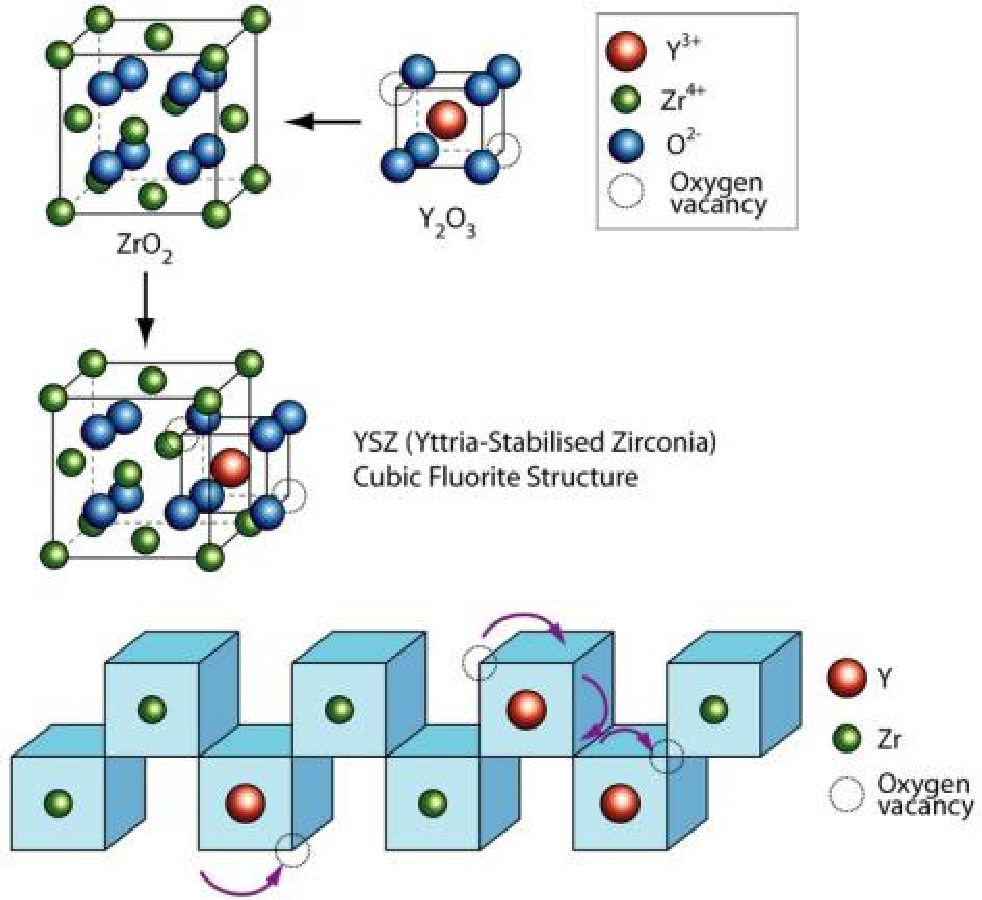 Y³⁺
Zr⁴⁺
O²⁻
Oxygen
vacancy
ZrO₂
Y₂O₃
YSZ (Yttria-Stabilised Zirconia)
Cubic Fluorite Structure
Y
Zr
Oxygen
vacancy